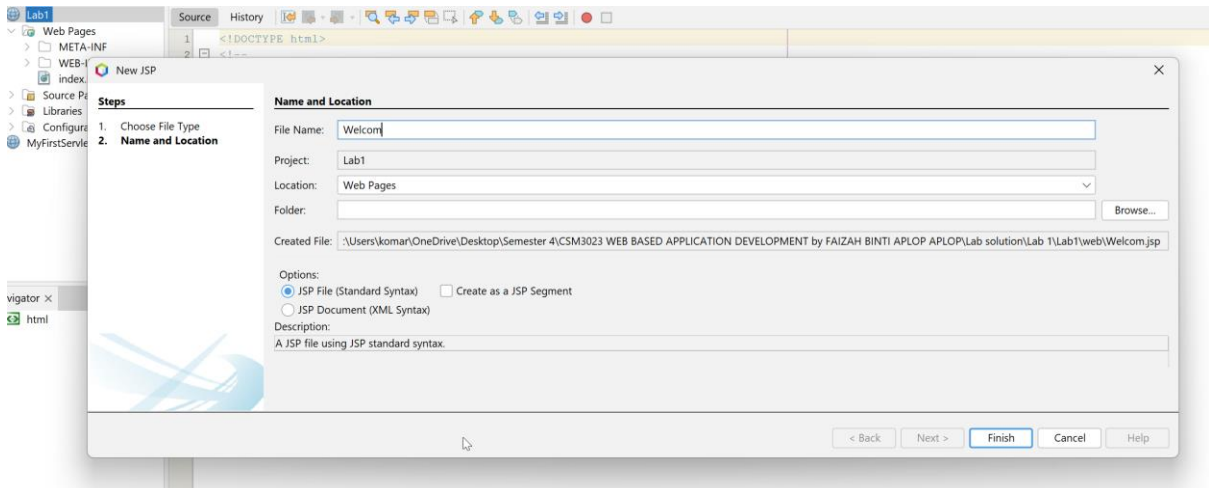 Lab1
Source History
Web Pages
META-INF
1 <!DOCTYPE html>
2 <!--
New JSP
index.
Source Pa
Steps
Name and Location
Libraries
1. Choose File Type
File Name: Welcom
Configura
2. Name and Location
MyFirstServle
Project: Lab1
Location: Web Pages
Folder: Browse...
Created File: :\Users\komar\OneDrive\Desktop\Semester 4\CSM3023 WEB BASED APPLICATION DEVELOPMENT by FAIZAH BINTI APLOP APLOP\Lab solution\Lab 1\Lab1\web\Welcom.jsp
Options:
JSP File (Standard Syntax) Create as a JSP Segment
JSP Document (XML Syntax)
Description:
A JSP file using JSP standard syntax.
vigator
html
< Back Next > Finish Cancel Help